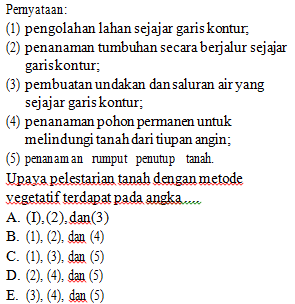 Pernyataan:
(1) pengolahan lahan sejajar garis kontur;
(2) penanaman tumbuhan secara berjalur sejajar
gariskontur;
(3) pembuatan undakan dan saluran air yang
sejajar garis kontur;
(4) penanaman pohon permanen untuk
melindungi tanah dari tiupan angin;
(5) penanaman rumput penutup tanah.
Upaya pelestarian tanah dengan metode
vegetatif terdapat pada angka.....
A. (I), (2), dan(3)
B. (1), (2), dan (4)
C. (1), (3), dan (5)
D. (2), (4), dan (5)
E. (3), (4), dan (5)